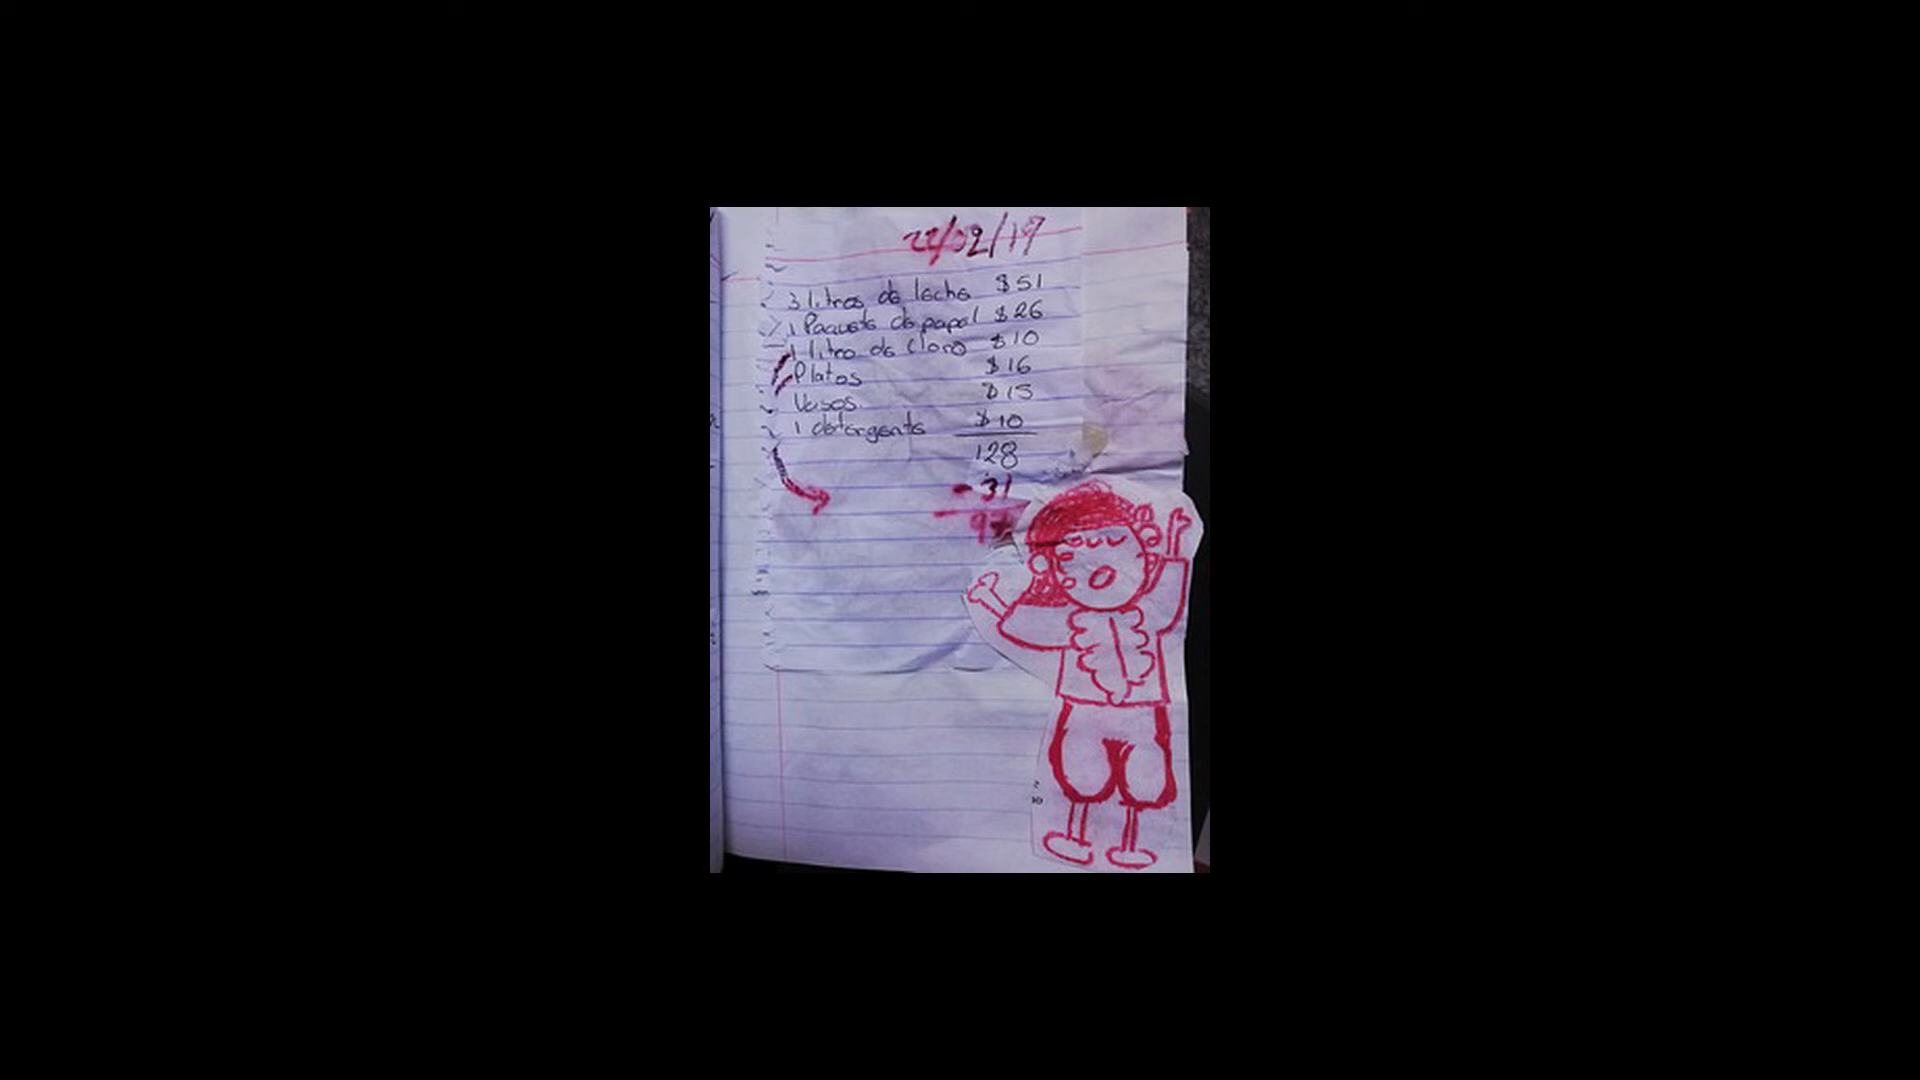 22/02/19
3 litros de leche $51
1 Paquete de papel $26
1 litro de Cloro $10
Platos $16
Vasos. $15
1 detergente $10
128
- 31
97